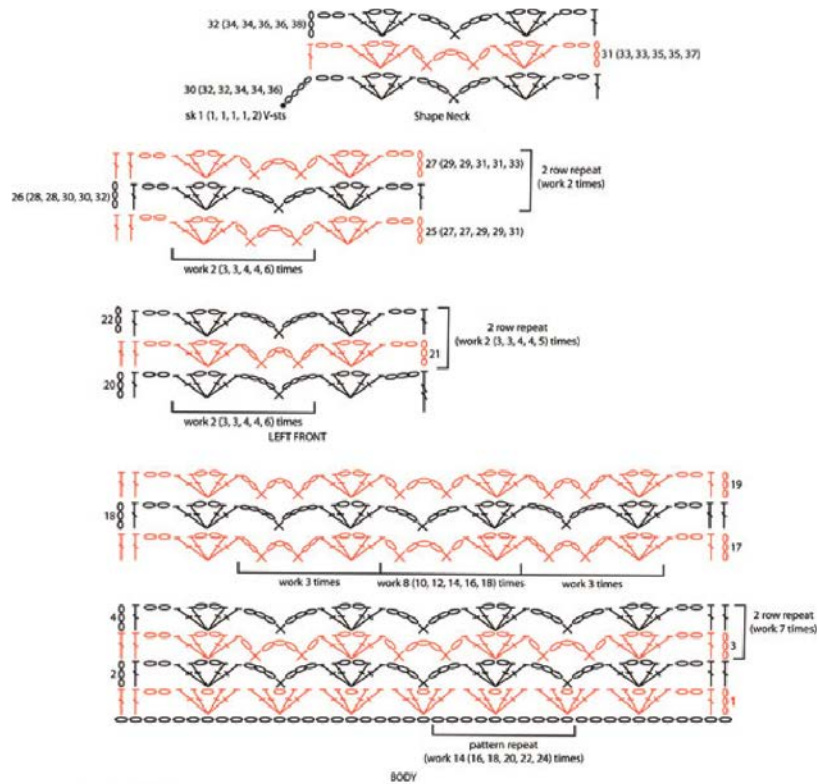 32 (34, 34, 36, 36, 38)
31 (33, 33, 35, 35, 37)
30 (32, 32, 34, 34, 36)
sk 1 (1, 1, 1, 1, 2) V-sts
Shape Neck
27 (29, 29, 31, 31, 33)
2 row repeat
(work 2 times)
26 (28, 28, 30, 30, 32)
25 (27, 27, 29, 29, 31)
work 2 (3, 3, 4, 4, 6) times
22
2 row repeat
(work 2 (3, 3, 4, 4, 5) times)
21
20
work 2 (3, 3, 4, 4, 6) times
LEFT FRONT
19
18
17
work 3 times
work 8 (10, 12, 14, 16, 18) times
work 3 times
4
2 row repeat
(work 7 times)
3
2
1
pattern repeat
(work 14 (16, 18, 20, 22, 24) times)
BODY